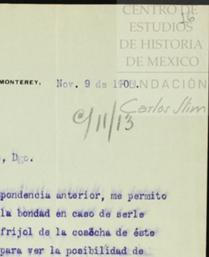 CENTRO DE
ESTUDIOS
DE HISTORIA
DE MEXICO
FUNDACIÓN
Carlos Slim
16
MONTEREY,
Nov. 9 de 190
C/11/13
, Dgo.
pondencia anterior, me permito
la bondad en caso de serle
frijol de la cosecha de éste
para ver la posibilidad de